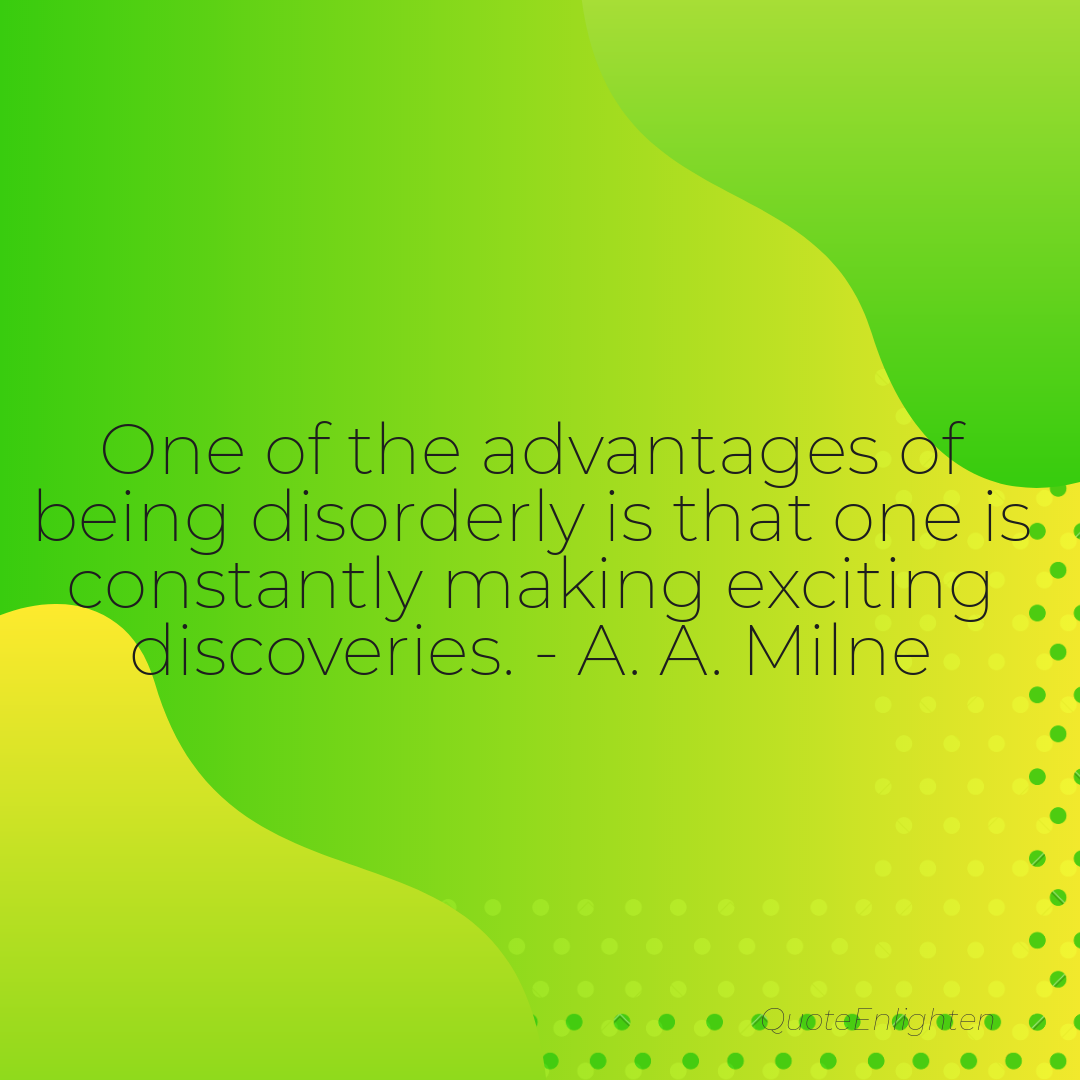 One of the advantages of
being disorderly is that one is
constantly making exciting
discoveries. - A. A. Milne
QuoteEnlighten